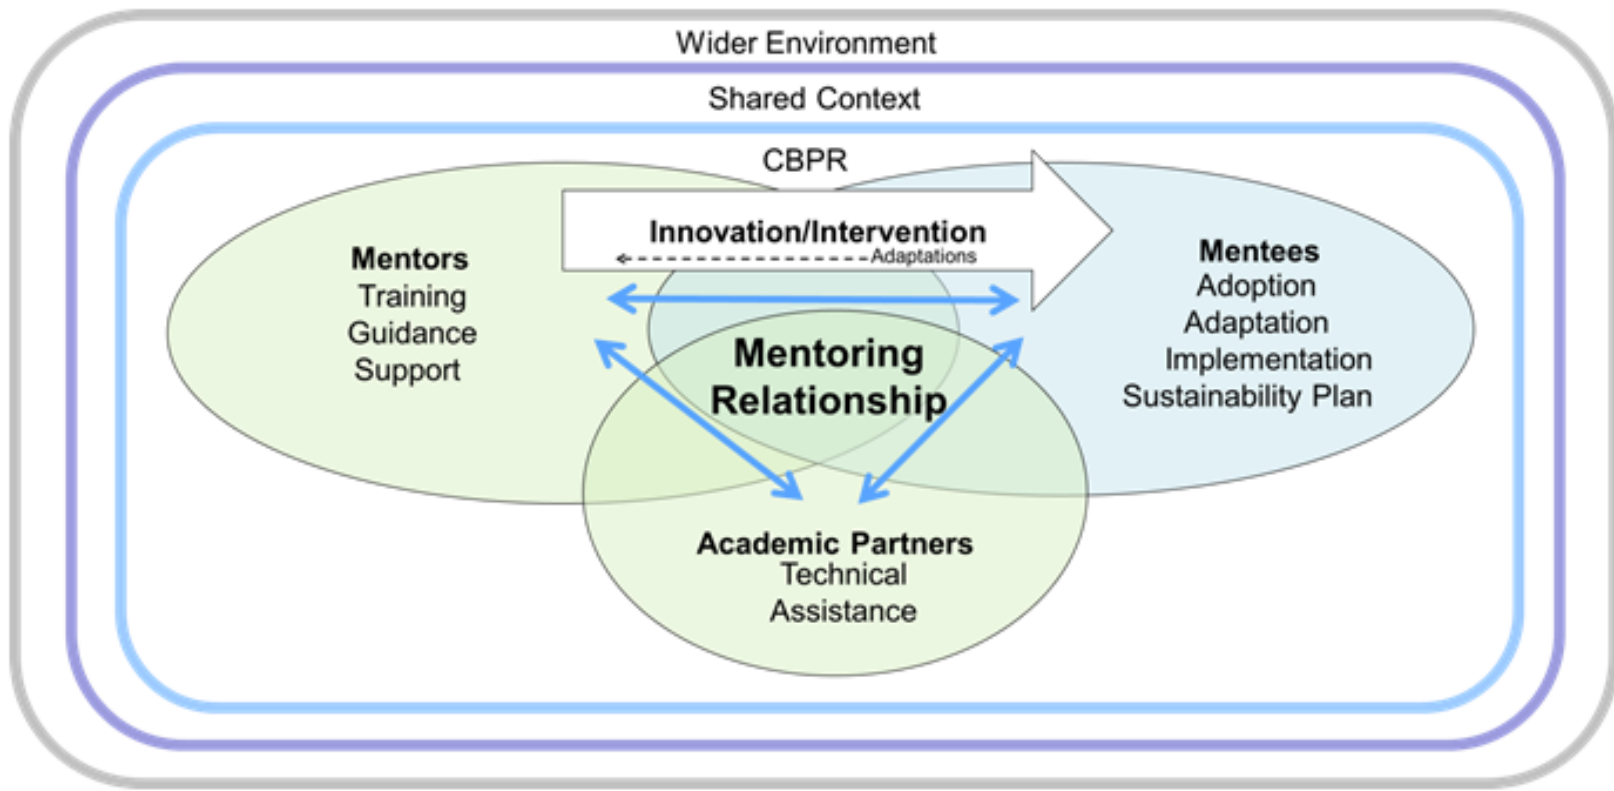 Wider Environment
Shared Context
CBPR
Innovation/Intervention
Adaptations
Mentors
Training
Guidance
Support
Mentees
Adoption
Adaptation
Implementation
Sustainability Plan
Mentoring
Relationship
Academic Partners
Technical
Assistance